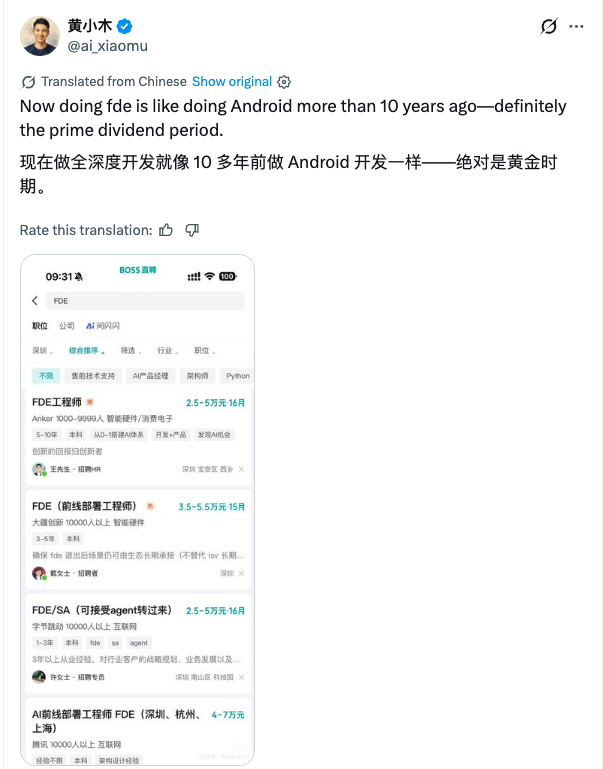 黄小木
@ai_xiaomu
Translated from Chinese Show original
Now doing fde is like doing Android more than 10 years ago—definitely
the prime dividend period.
现在做全深度开发就像 10 多年前做 Android 开发一样——绝对是黄金时
期。
Rate this translation:
09:31 BOSS 直聘 100
FDE
职位 公司 Ai 问闪闪
深圳 综合排序 筛选 行业 职位
不限 售前技术支持 AI产品经理 架构师 Python
FDE工程师 爆 2.5-5万元·16月
Anker 1000-9999人 智能硬件/消费电子
5-10年 本科 从0-1搭建AI体系 开发+产品 发现AI机会
创新的回报归创新者
王先生 · 招聘HR 深圳 宝安区 西乡
FDE（前线部署工程师） 热 3.5-5.5万元·15月
大疆创新 10000人以上 智能硬件
3-5年 本科
确保 fde 退出后场景仍可由生态长期承接（不替代 isv 长期...
戴女士 · 招聘者 深圳
FDE/SA（可接受agent转过来） 2.5-5万元·16月
字节跳动 10000人以上 互联网
1-3年 本科 fde sa agent
3年以上从业经验，对行业客户的战略规划、业务发展以及...
许女士 · 招聘专员 深圳 南山区 科技园
AI前线部署工程师 FDE（深圳、杭州、 4-7万元
上海）
腾讯 10000人以上 互联网
经验不限 本科 架构设计经验